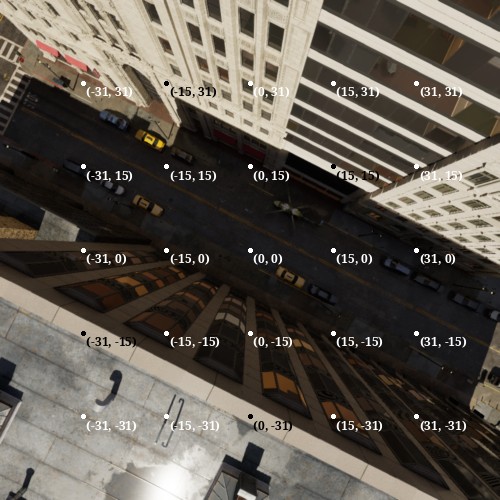 (-31, 31) (-15, 31) (0, 31) (15, 31) (31, 31)
(-31, 15) (-15, 15) (0, 15) (15, 15) (31, 15)
(-31, 0) (-15, 0) (0, 0) (15, 0) (31, 0)
(-31, -15) (-15, -15) (0, -15) (15, -15) (31, -15)
(-31, -31) (-15, -31) (0, -31) (15, -31) (31, -31)